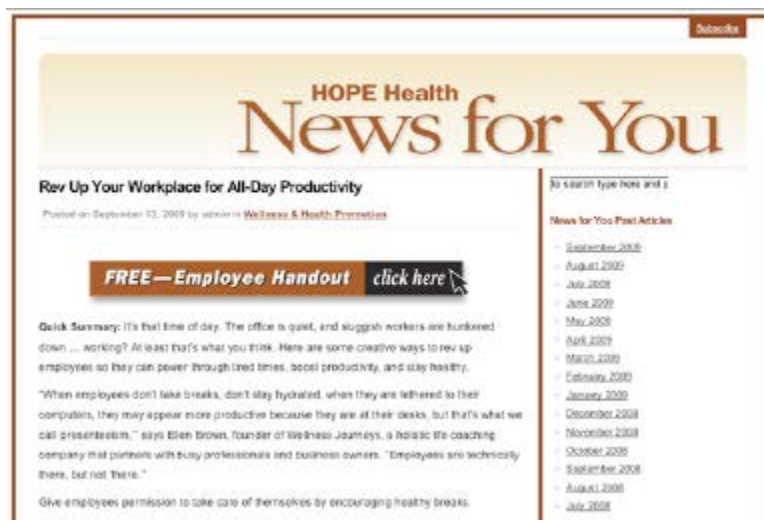 Subscribe
HOPE Health
News for You
Rev Up Your Workplace for All-Day Productivity
Posted on September 13, 2009 by admin in Wellness & Health Promotion
FREE—Employee Handout click here
Quick Summary: It's that time of day. The office is quiet, and sluggish workers are hunkered
down ... working? At least that's what you think. Here are some creative ways to rev up
employees so they can power through tired times, boost productivity, and stay healthy.
"When employees don't take breaks, don't stay hydrated, when they are tethered to their
computers, they may appear more productive because they are at their desks, but that's what we
call presenteeism," says Ellen Brown, founder of Wellness Journeys, a holistic life coaching
company that partners with busy professionals and business owners. "Employees are technically
there, but not 'there.'"
Give employees permission to take care of themselves by encouraging healthy breaks.
to search type here and
News for You Past Articles
September 2009
August 2009
July 2009
June 2009
May 2009
April 2009
March 2009
February 2009
January 2009
December 2008
November 2008
October 2008
September 2008
August 2008
July 2008